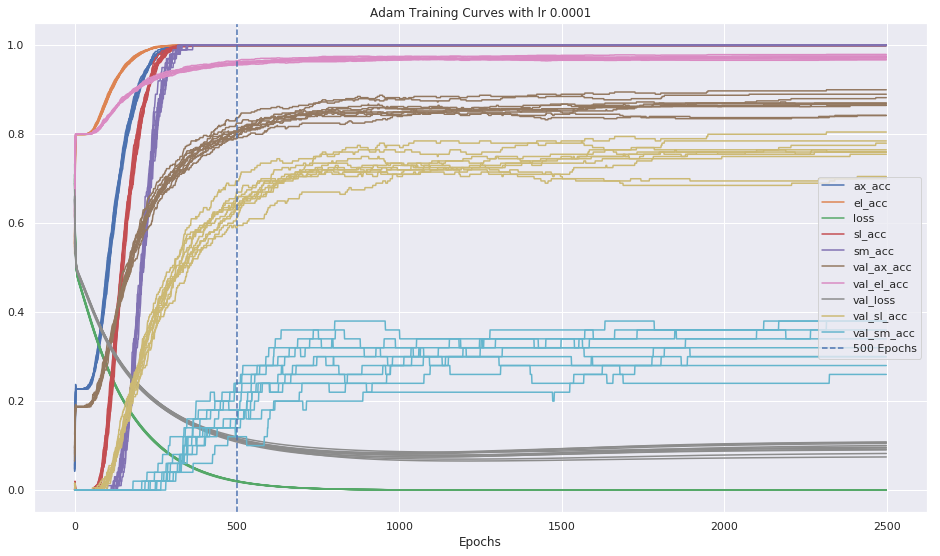 Adam Training Curves with lr 0.0001
1.0
0.8
0.6
0.4
0.2
0.0
0
500
1000
1500
2000
2500
Epochs
ax_acc
el_acc
loss
sl_acc
sm_acc
val_ax_acc
val_el_acc
val_loss
val_sl_acc
val_sm_acc
500 Epochs